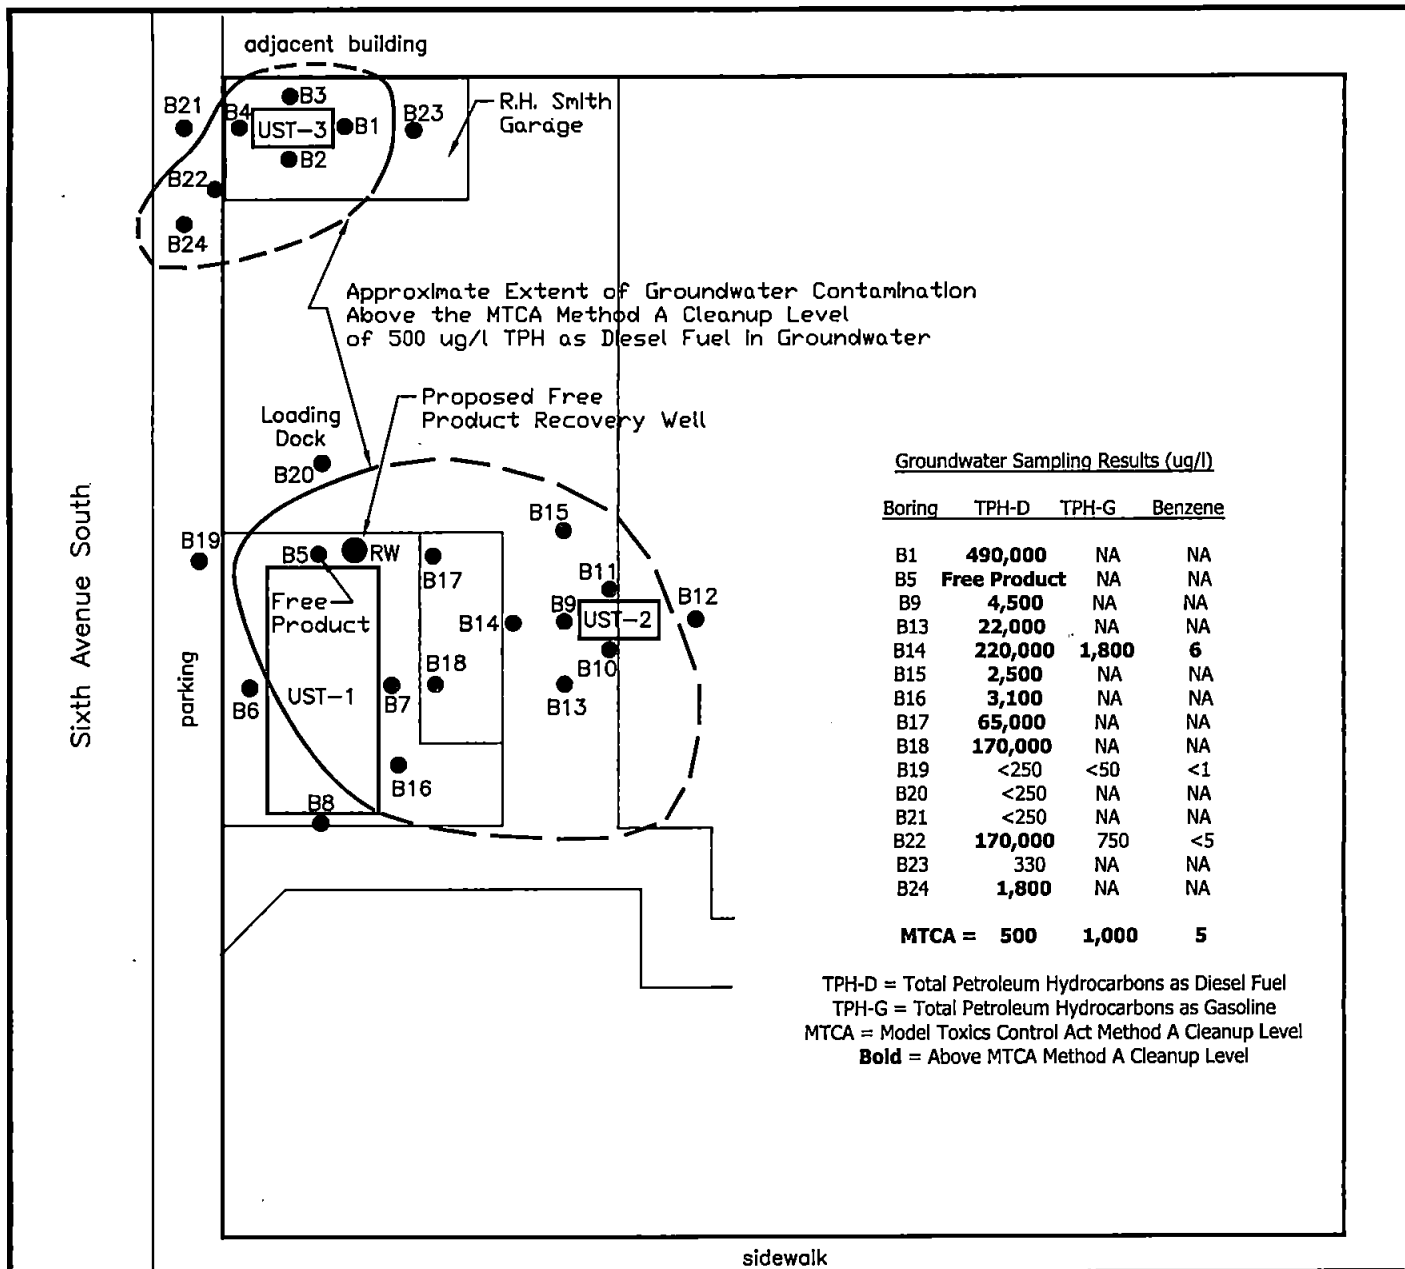 adjacent building
B21
B3
B4
UST-3
B1
B23
R.H. Smith
Garage
B2
B22
B24
Approximate Extent of Groundwater Contamination
Above the MTCA Method A Cleanup Level
of 500 ug/l TPH as Diesel Fuel in Groundwater
Proposed Free
Product Recovery Well
Loading
Dock
B20
B15
B19
B5
RW
B17
Free
Product
B11
B12
B9
UST-2
B14
B10
B18
B13
B6
UST-1
B7
B16
B8
parking
Sixth Avenue South
Groundwater Sampling Results (ug/l)
Boring TPH-D TPH-G Benzene
B1 490,000 NA NA
B5 Free Product NA NA
B9 4,500 NA NA
B13 22,000 NA NA
B14 220,000 1,800 6
B15 2,500 NA NA
B16 3,100 NA NA
B17 65,000 NA NA
B18 170,000 NA NA
B19 <250 <50 <1
B20 <250 NA NA
B21 <250 NA NA
B22 170,000 750 <5
B23 330 NA NA
B24 1,800 NA NA
MTCA = 500 1,000 5
TPH-D = Total Petroleum Hydrocarbons as Diesel Fuel
TPH-G = Total Petroleum Hydrocarbons as Gasoline
MTCA = Model Toxics Control Act Method A Cleanup Level
Bold = Above MTCA Method A Cleanup Level
sidewalk